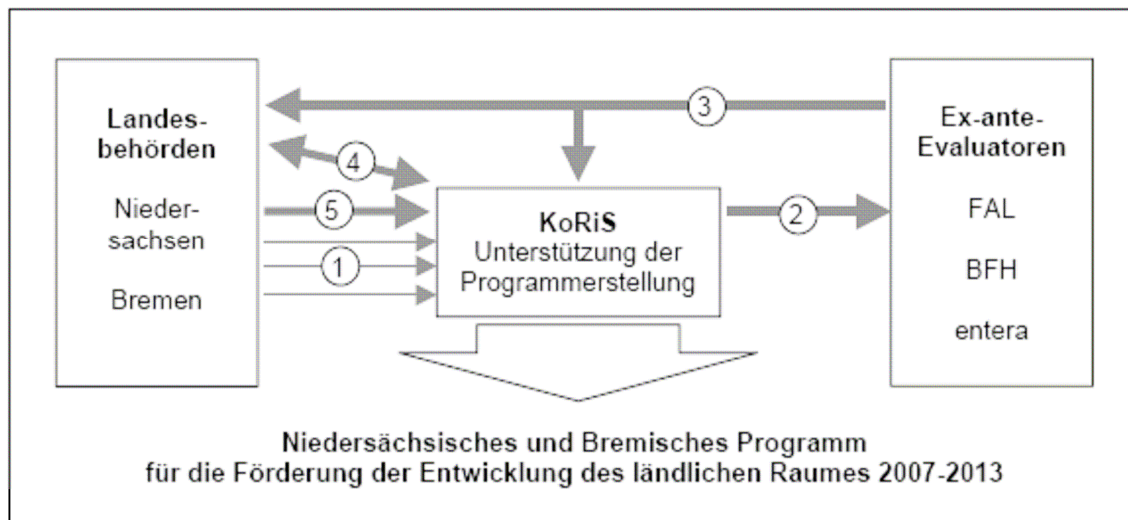 Landes-
behörden
Nieder-
sachsen
Bremen
3
4
5
1
KoRiS
Unterstützung der
Programmerstellung
2
Ex-ante-
Evaluatoren
FAL
BFH
entera
Niedersächsisches und Bremisches Programm
für die Förderung der Entwicklung des ländlichen Raumes 2007-2013